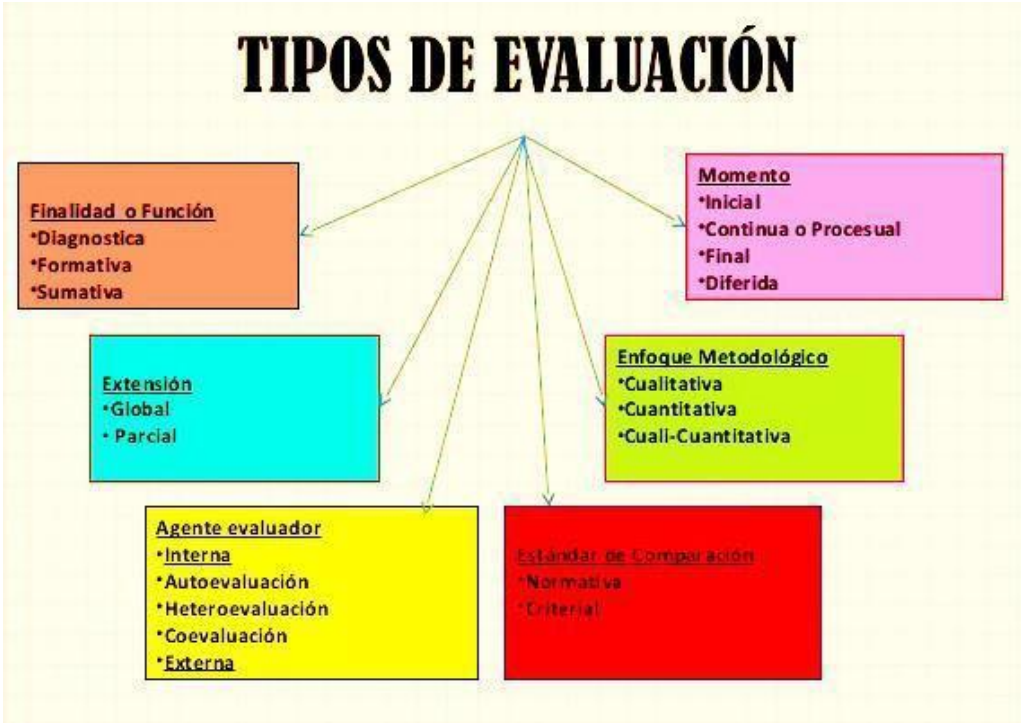 TIPOS DE EVALUACIÓN
Finalidad o Función
•Diagnostica
•Formativa
•Sumativa
Momento
•Inicial
•Continua o Procesual
•Final
•Diferida
Extensión
•Global
• Parcial
Enfoque Metodológico
•Cualitativa
•Cuantitativa
•Cuali-Cuantitativa
Agente evaluador
•Interna
•Autoevaluación
•Heteroevaluación
•Coevaluación
•Externa
Estándar de Comparación
•Normativa
•Criterial